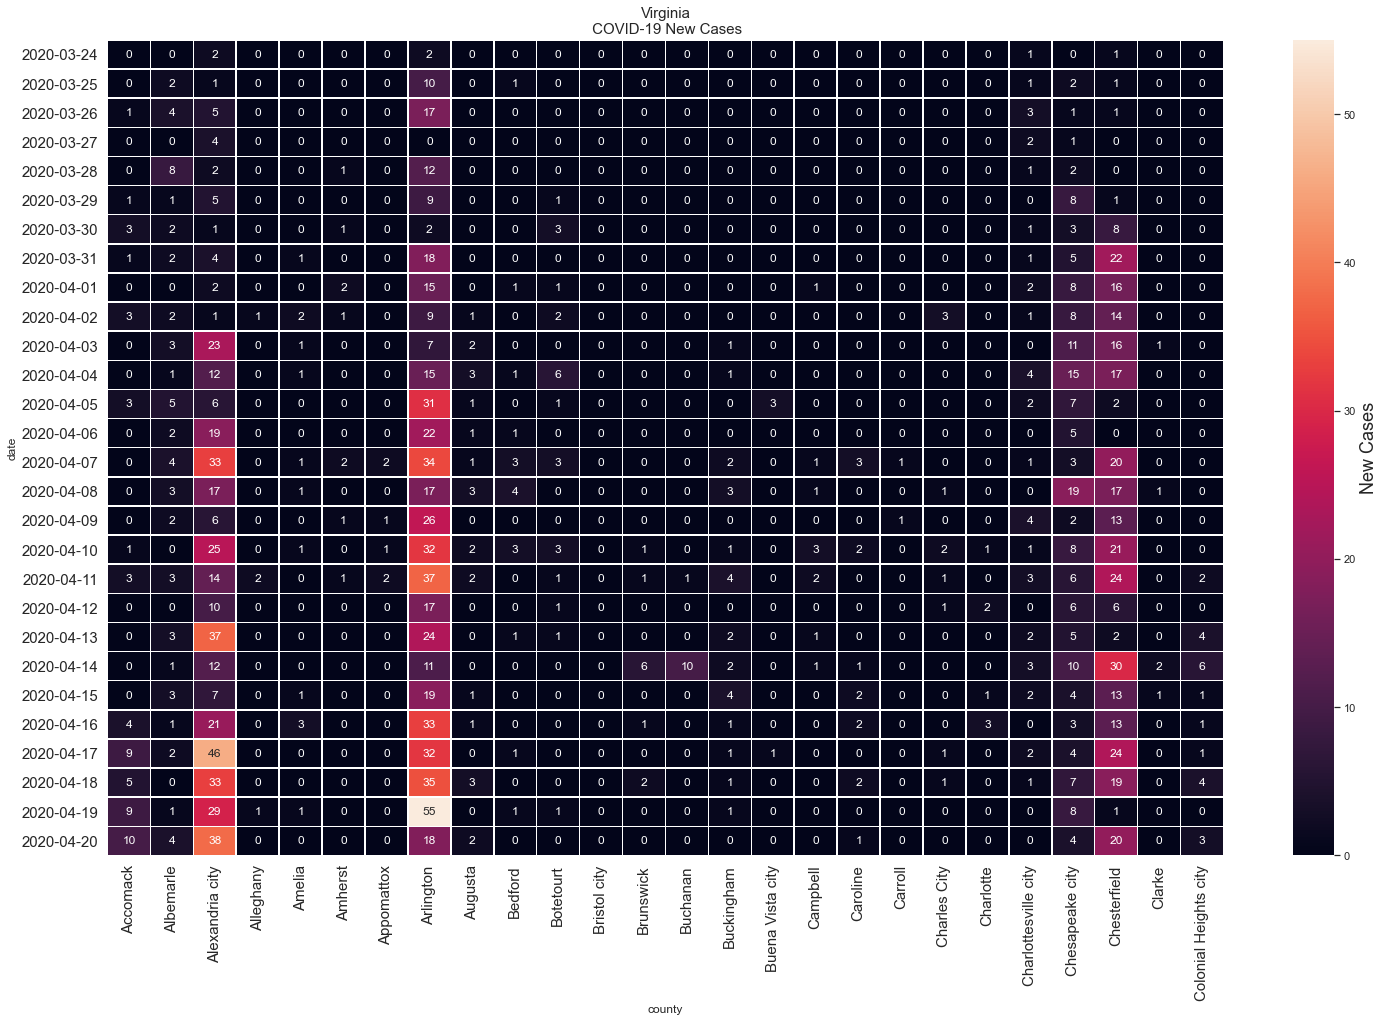 Virginia
COVID-19 New Cases
2020-03-24 0 0 2 0 0 0 0 2 0 0 0 0 0 0 0 0 0 0 0 0 0 1 0 1 0 0
2020-03-25 0 2 1 0 0 0 0 10 0 1 0 0 0 0 0 0 0 0 0 0 0 1 2 1 0 0
2020-03-26 1 4 5 0 0 0 0 17 0 0 0 0 0 0 0 0 0 0 0 0 0 3 1 1 0 0
2020-03-27 0 0 4 0 0 0 0 0 0 0 0 0 0 0 0 0 0 0 0 0 0 2 1 0 0 0
2020-03-28 0 8 2 0 0 1 0 12 0 0 0 0 0 0 0 0 0 0 0 0 0 1 2 0 0 0
2020-03-29 1 1 5 0 0 0 0 9 0 0 1 0 0 0 0 0 0 0 0 0 0 0 8 1 0 0
2020-03-30 3 2 1 0 0 1 0 2 0 0 3 0 0 0 0 0 0 0 0 0 0 1 3 8 0 0
2020-03-31 1 2 4 0 1 0 0 18 0 0 0 0 0 0 0 0 0 0 0 0 0 1 5 22 0 0
2020-04-01 0 0 2 0 0 2 0 15 0 1 1 0 0 0 0 0 1 0 0 0 0 2 8 16 0 0
2020-04-02 3 2 1 1 2 1 0 9 1 0 2 0 0 0 0 0 0 0 0 3 0 1 8 14 0 0
2020-04-03 0 3 23 0 1 0 0 7 2 0 0 0 0 0 1 0 0 0 0 0 0 0 11 16 1 0
2020-04-04 0 1 12 0 1 0 0 15 3 1 6 0 0 0 1 0 0 0 0 0 0 4 15 17 0 0
2020-04-05 3 5 6 0 0 0 0 31 1 0 1 0 0 0 0 3 0 0 0 0 0 2 7 2 0 0
2020-04-06 0 2 19 0 0 0 0 22 1 1 0 0 0 0 0 0 0 0 0 0 0 0 5 0 0 0
2020-04-07 0 4 33 0 1 2 2 34 1 3 3 0 0 0 2 0 1 3 1 0 0 1 3 20 0 0
2020-04-08 0 3 17 0 1 0 0 17 3 4 0 0 0 0 3 0 1 0 0 1 0 0 19 17 1 0
2020-04-09 0 2 6 0 0 1 1 26 0 0 0 0 0 0 0 0 0 0 1 0 0 4 2 13 0 0
2020-04-10 1 0 25 0 1 0 1 32 2 3 3 0 1 0 1 0 3 2 0 2 1 1 8 21 0 0
2020-04-11 3 3 14 2 0 1 2 37 2 0 1 0 1 1 4 0 2 0 0 1 0 3 6 24 0 2
2020-04-12 0 0 10 0 0 0 0 17 0 0 1 0 0 0 0 0 0 0 0 1 2 0 6 6 0 0
2020-04-13 0 3 37 0 0 0 0 24 0 1 1 0 0 0 2 0 1 0 0 0 0 2 5 2 0 4
2020-04-14 0 1 12 0 0 0 0 11 0 0 0 0 6 10 2 0 1 1 0 0 0 3 10 30 2 6
2020-04-15 0 3 7 0 1 0 0 19 1 0 0 0 0 0 4 0 0 2 0 0 1 2 4 13 1 1
2020-04-16 4 1 21 0 3 0 0 33 1 0 0 0 1 0 1 0 0 2 0 0 3 0 3 13 0 1
2020-04-17 9 2 46 0 0 0 0 32 0 1 0 0 0 0 1 1 0 0 0 1 0 2 4 24 0 1
2020-04-18 5 0 33 0 0 0 0 35 3 0 0 0 2 0 1 0 0 2 0 1 0 1 7 19 0 4
2020-04-19 9 1 29 1 1 0 0 55 0 1 1 0 0 0 1 0 0 0 0 0 0 0 8 1 0 0
2020-04-20 10 4 38 0 0 0 0 18 2 0 0 0 0 0 0 0 0 1 0 0 0 0 4 20 0 3
date
Accomack
Albemarle
Alexandria city
Alleghany
Amelia
Amherst
Appomattox
Arlington
Augusta
Bedford
Botetourt
Bristol city
Brunswick
Buchanan
Buckingham
Buena Vista city
Campbell
Caroline
Carroll
Charles City
Charlotte
Charlottesville city
Chesapeake city
Chesterfield
Clarke
Colonial Heights city
county
50
40
30
20
10
0
New Cases